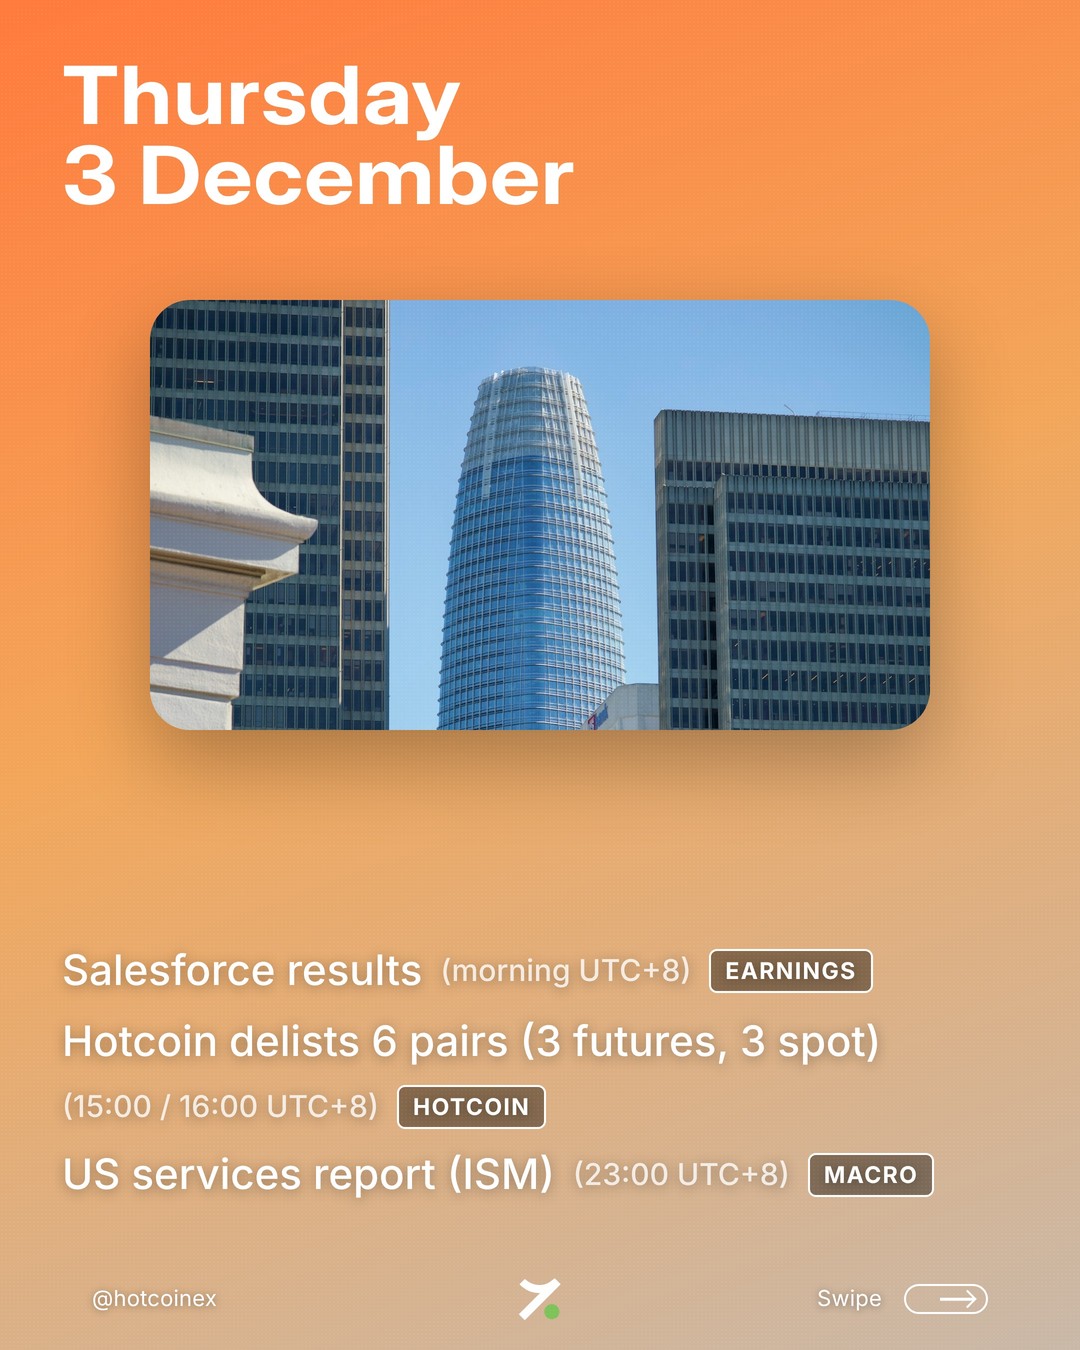 Thursday
3 December
Salesforce results (morning UTC+8) EARNINGS
Hotcoin delists 6 pairs (3 futures, 3 spot)
(15:00 / 16:00 UTC+8) HOTCOIN
US services report (ISM) (23:00 UTC+8) MACRO
@hotcoinex
Swipe